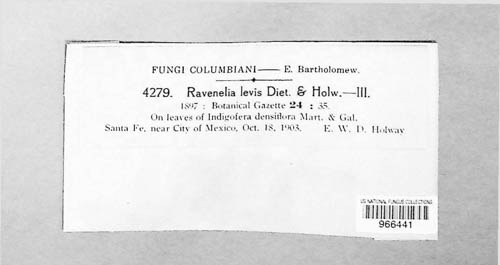 FUNGI COLUMBIANI — E. Bartholomew.
4279. Ravenelia levis Diet. & Holw.—III.
1897 : Botanical Gazette 24 : 35.
On leaves of Indigofera densiflora Mart. & Gal.
Santa Fe, near City of Mexico, Oct. 18, 1903. E. W. D. Holway
US NATIONAL FUNGUS COLLECTIONS
966441